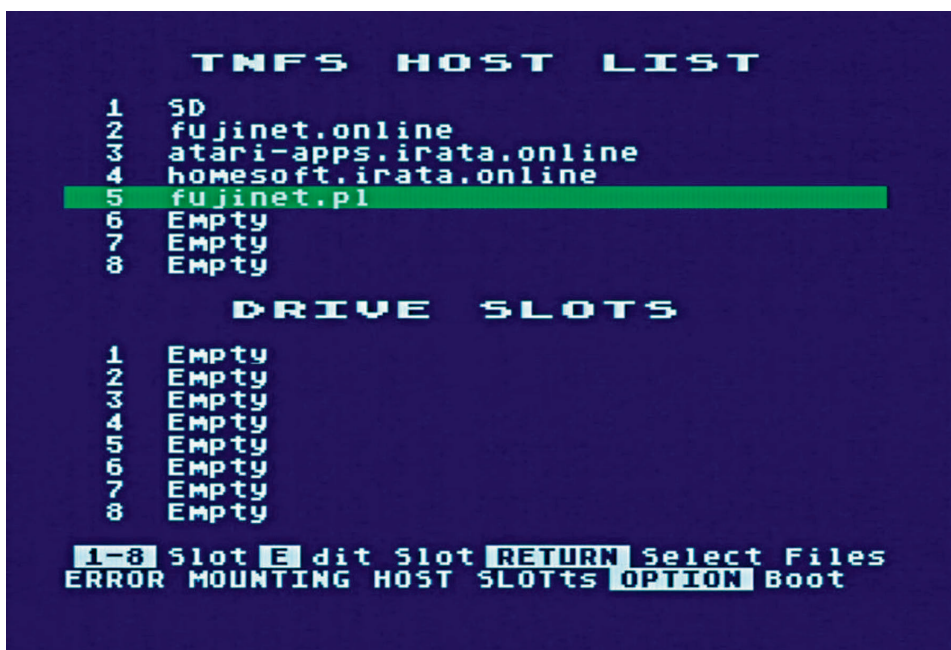 TNFS HOST LIST
1 SD
2 fujinet.online
3 atari-apps.irata.online
4 homesoft.irata.online
5 fujinet.pl
6 Empty
7 Empty
8 Empty
DRIVE SLOTS
1 Empty
2 Empty
3 Empty
4 Empty
5 Empty
6 Empty
7 Empty
8 Empty
1-8 Slot E dit Slot RETURN Select Files
ERROR MOUNTING HOST SLOTts OPTION Boot